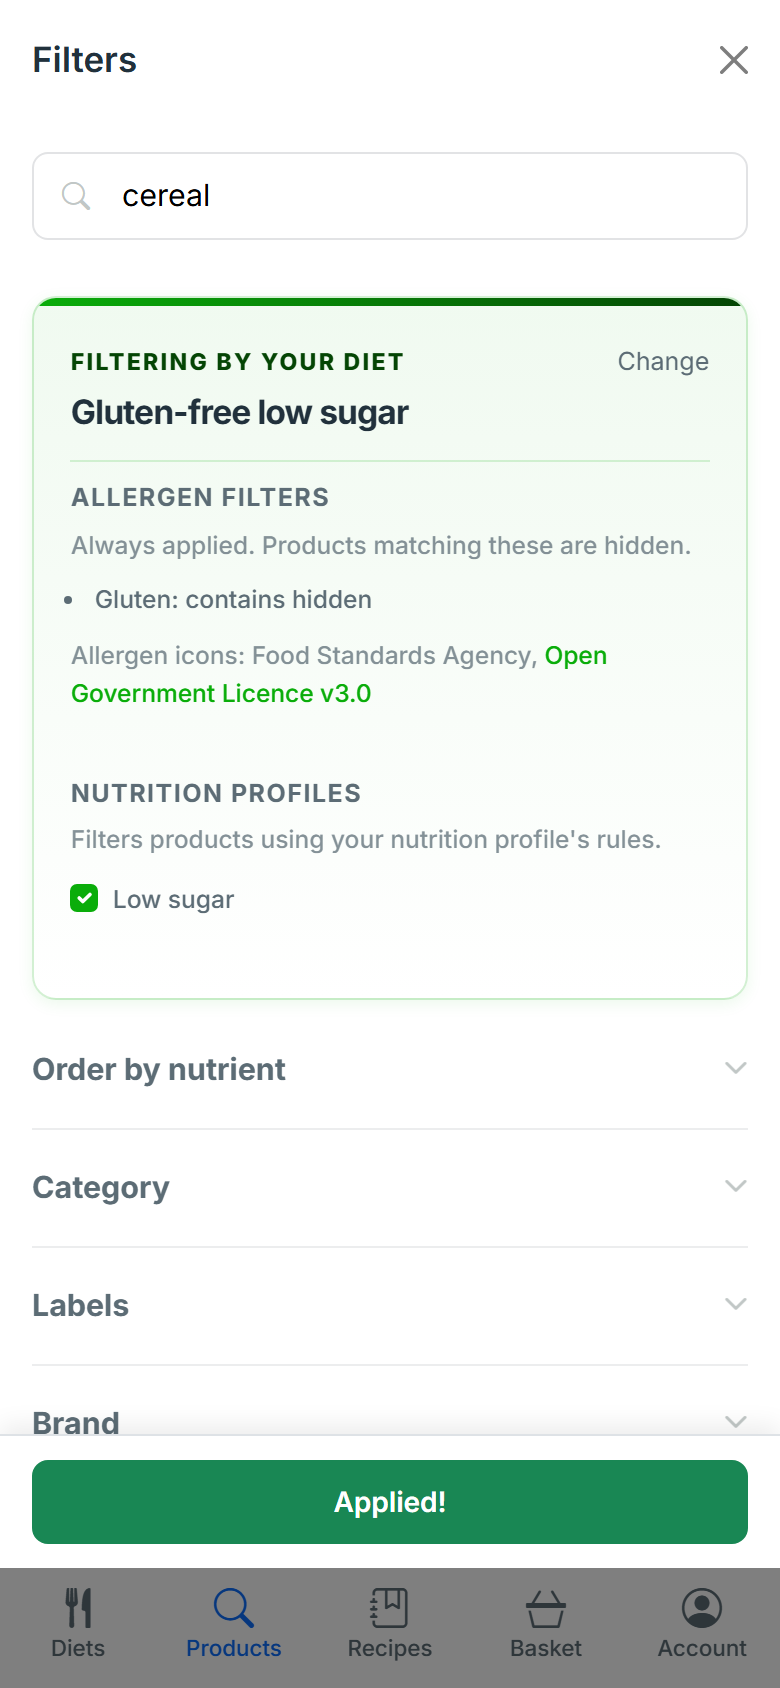 Filters
cereal
FILTERING BY YOUR DIET
Change
Gluten-free low sugar
ALLERGEN FILTERS
Always applied. Products matching these are hidden.
• Gluten: contains hidden
Allergen icons: Food Standards Agency, Open
Government Licence v3.0
NUTRITION PROFILES
Filters products using your nutrition profile's rules.
Low sugar
Order by nutrient
Category
Labels
Brand
Applied!
Diets
Products
Recipes
Basket
Account